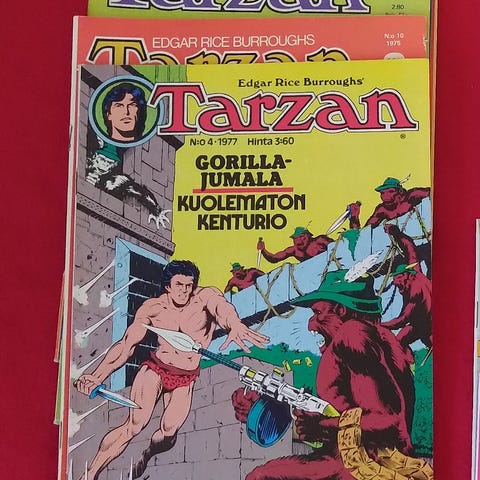 Tarzan
2.80
EDGAR RICE BURROUGHS
N:o 10
1975
Tarzan
Edgar Rice Burroughs'
Tarzan®
N:o 4 • 1977 Hinta 3:60
GORILLA-
JUMALA
KUOLEMATON
KENTURIO